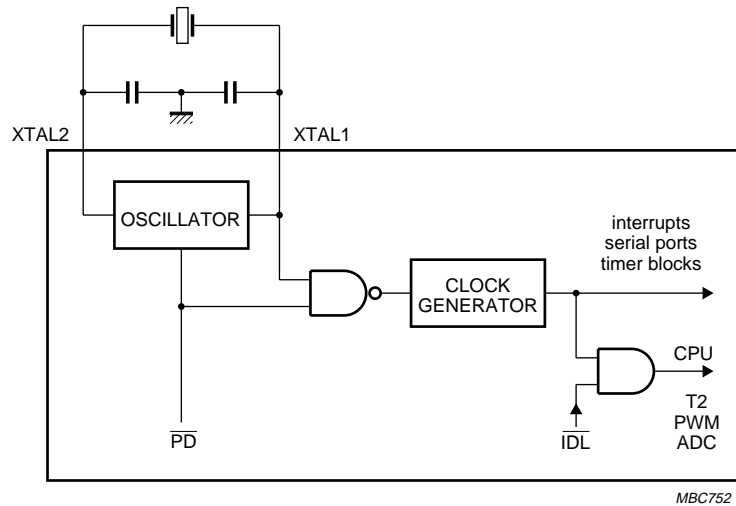 XTAL2
XTAL1
OSCILLATOR
interrupts
serial ports
timer blocks
CLOCK
GENERATOR
CPU
T2
PWM
ADC
PD
IDL
MBC752